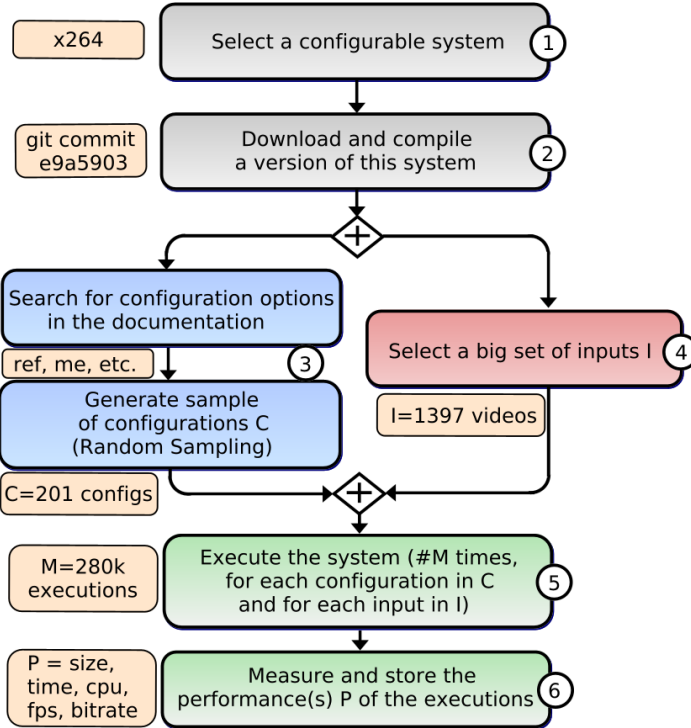 x264
Select a configurable system
1
git commit
e9a5903
Download and compile
a version of this system
2
Search for configuration options
in the documentation
ref, me, etc.
3
Generate sample
of configurations C
(Random Sampling)
C=201 configs
Select a big set of inputs I
4
I=1397 videos
M=280k
executions
Execute the system (#M times,
for each configuration in C
and for each input in I)
5
P = size,
time, cpu,
fps, bitrate
Measure and store the
performance(s) P of the executions
6